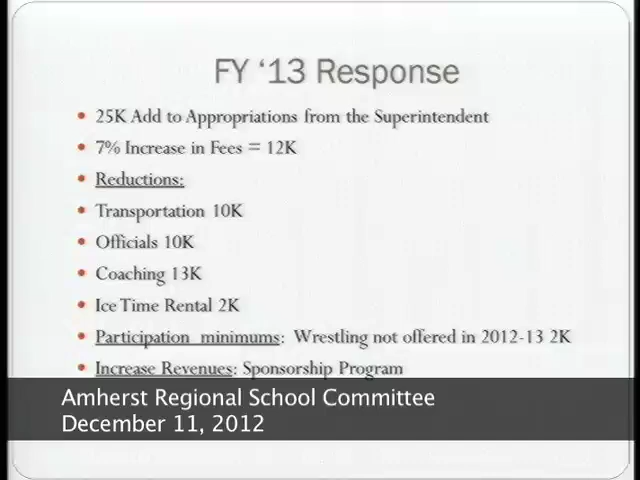 FY ‘13 Response
• 25K Add to Appropriations from the Superintendent
• 7% Increase in Fees = 12K
• Reductions:
• Transportation 10K
• Officials 10K
• Coaching 13K
• Ice Time Rental 2K
• Participation minimums: Wrestling not offered in 2012-13 2K
• Increase Revenues: Sponsorship Program
Amherst Regional School Committee
December 11, 2012